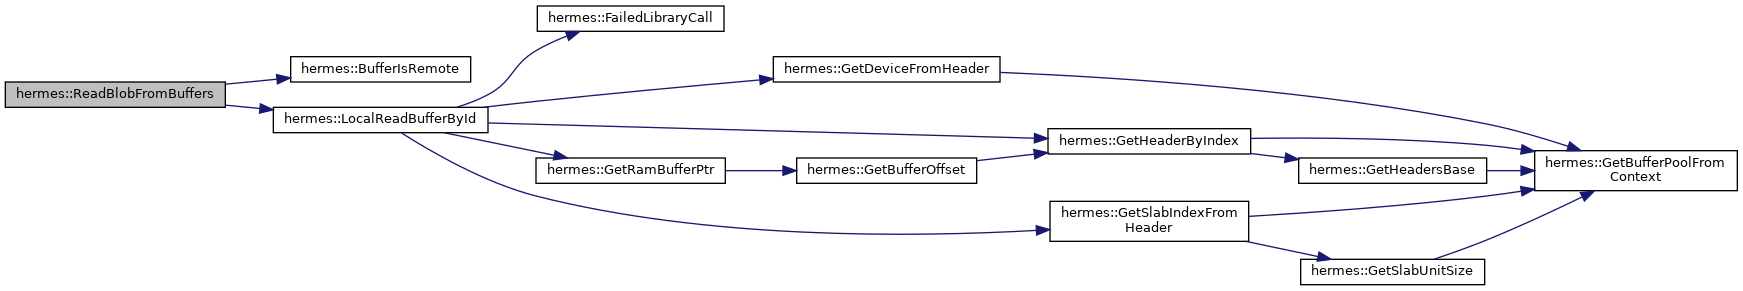 hermes::ReadBlobFromBuffers
hermes::BufferIsRemote
hermes::LocalReadBufferById
hermes::FailedLibraryCall
hermes::GetDeviceFromHeader
hermes::GetHeaderByIndex
hermes::GetRamBufferPtr
hermes::GetBufferOffset
hermes::GetHeadersBase
hermes::GetBufferPoolFrom
Context
hermes::GetSlabIndexFrom
Header
hermes::GetSlabUnitSize